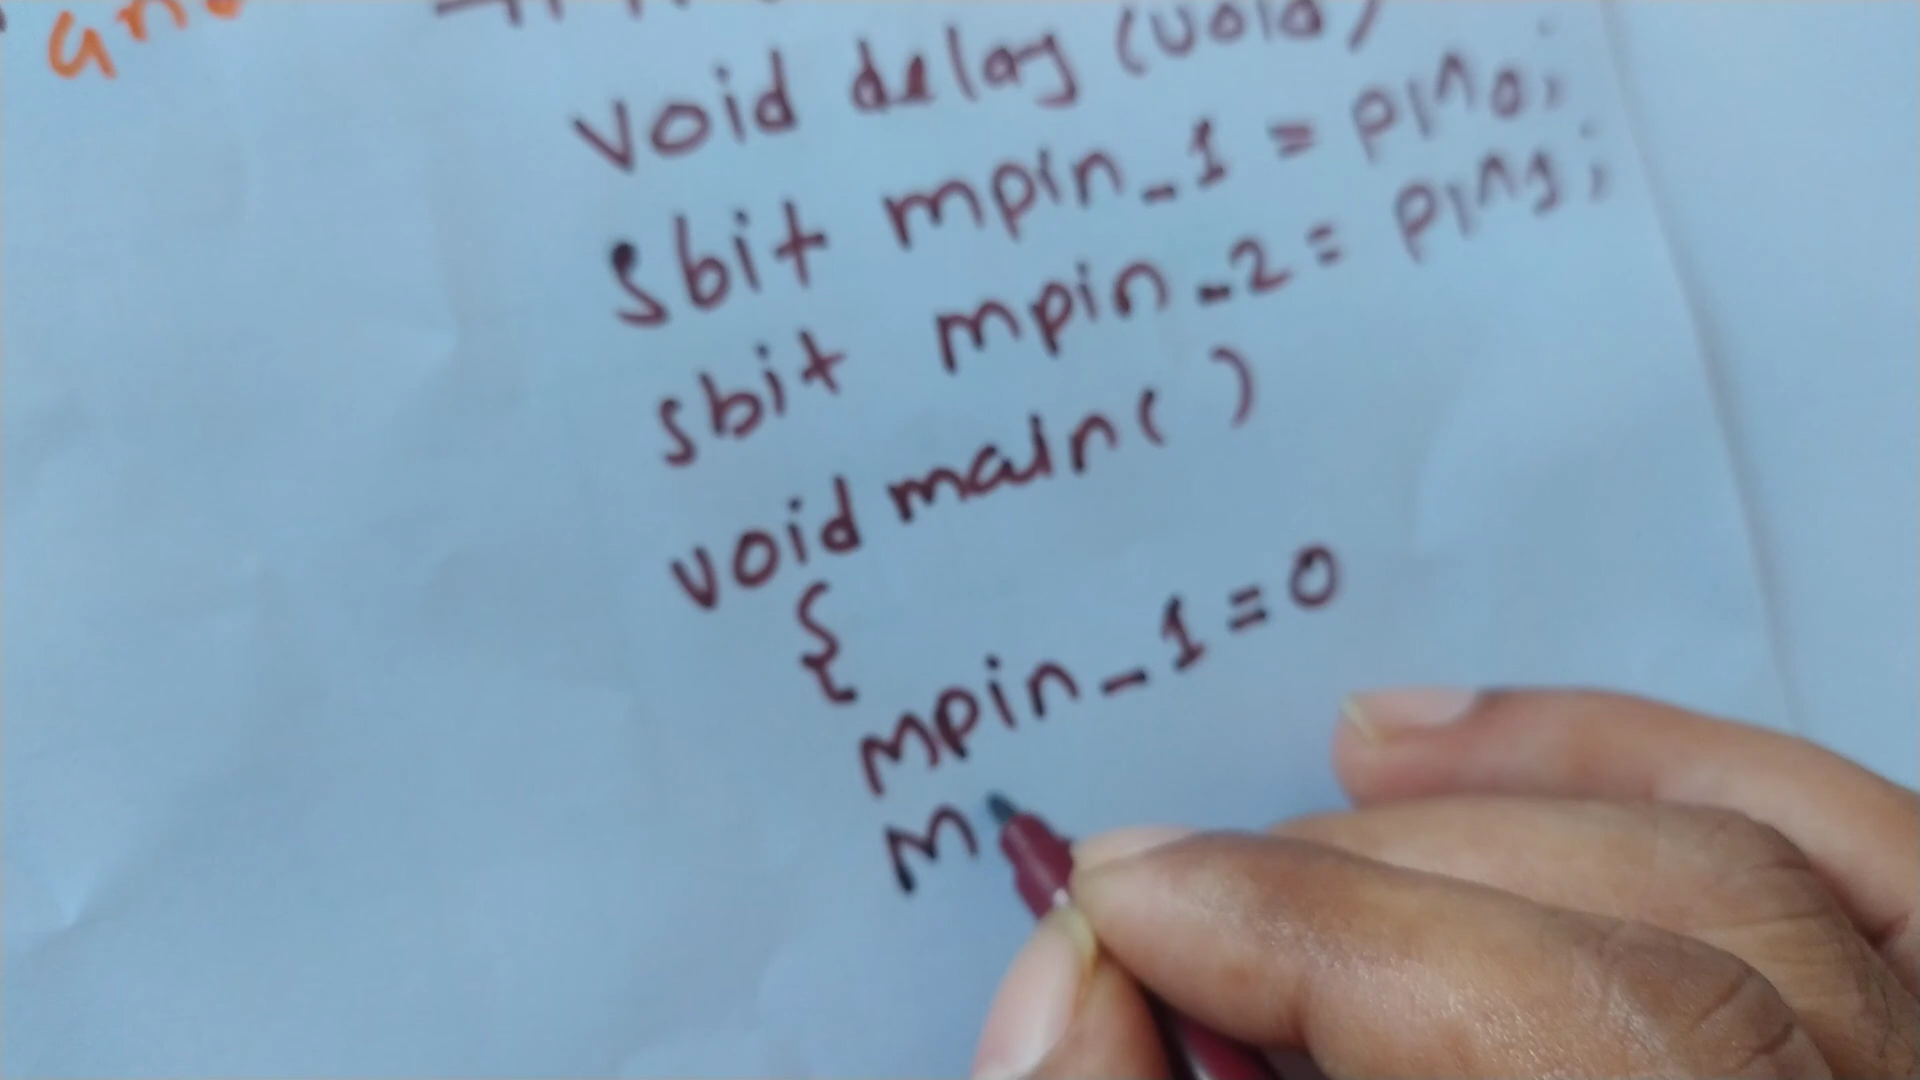 void delay (void)
sbit mpin_1 = P1^0;
sbit mpin_2 = P1^1;
void main()
{
mpin_1=0
m